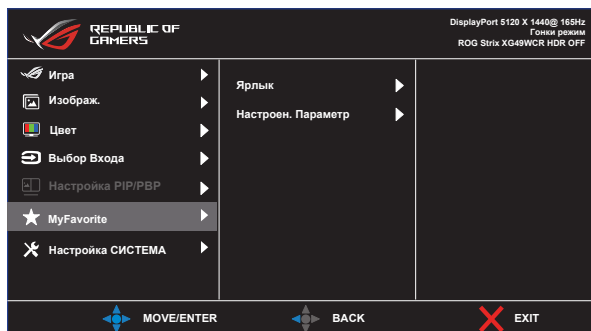 REPUBLIC OF
GAMERS
DisplayPort 5120 X 1440@ 165Hz
Гонки режим
ROG Strix XG49WCR HDR OFF
Игра
Изображ.
Цвет
Выбор Входа
Настройка PIP/PBP
MyFavorite
Настройка СИСТЕМА
Ярлык
Настроен. Параметр
MOVE/ENTER
BACK
EXIT